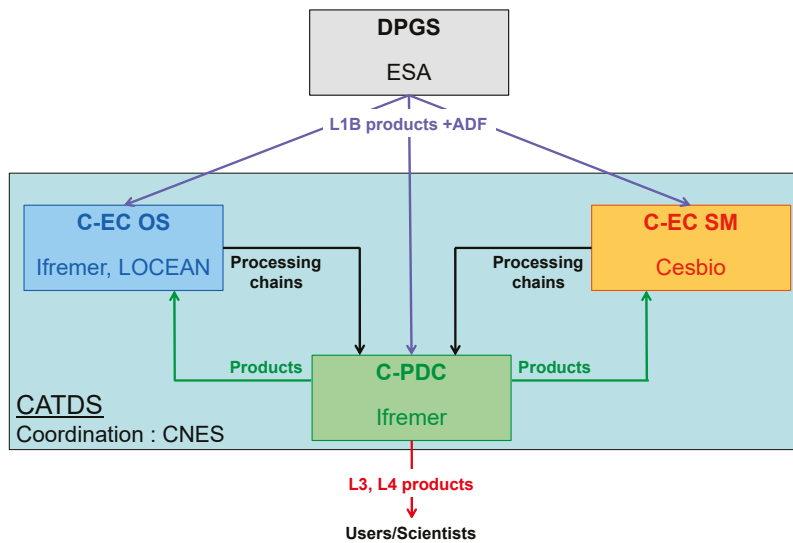 DPGS
ESA
L1B products +ADF
C-EC OS
Ifremer, LOCEAN
C-EC SM
Cesbio
Processing
chains
Processing
chains
Products
C-PDC
Ifremer
Products
CATDS
Coordination : CNES
L3, L4 products
Users/Scientists